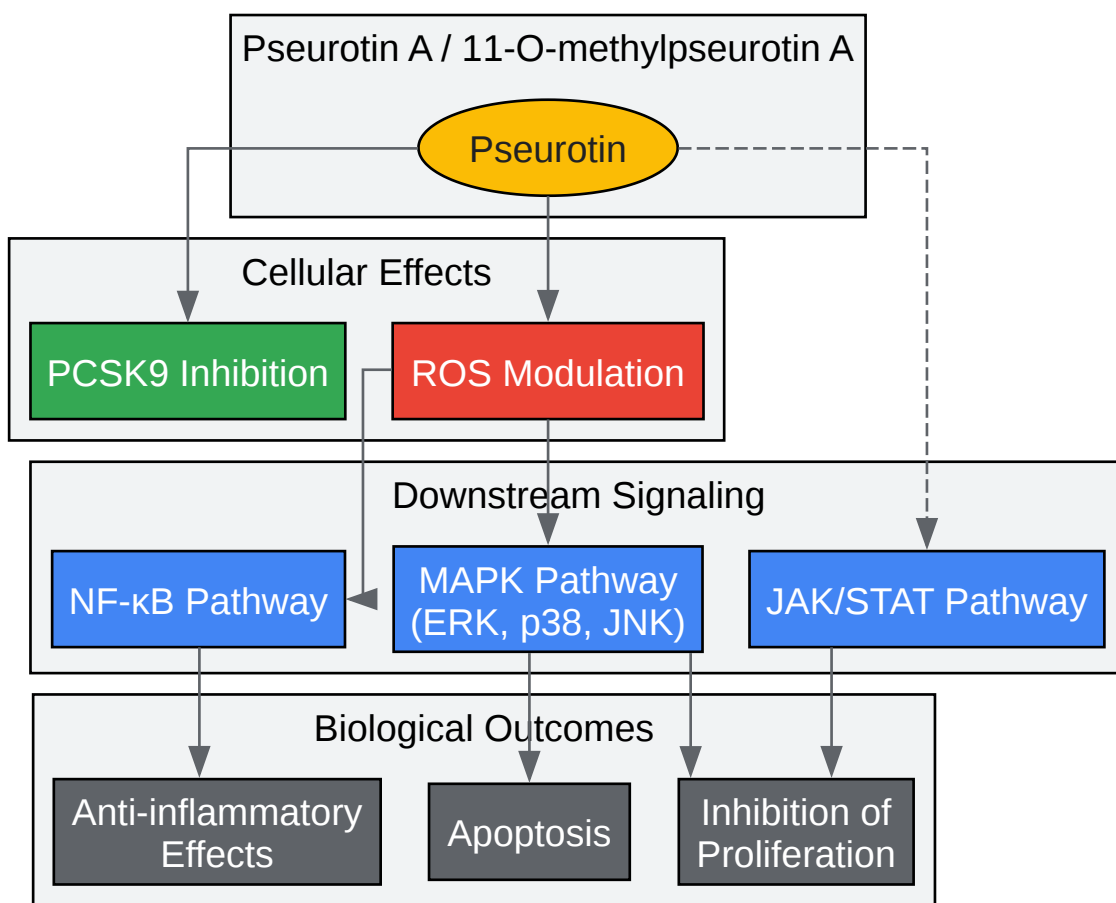 Pseurotin A / 11-O-methylpseurotin A
Pseurotin
Cellular Effects
PCSK9 Inhibition
ROS Modulation
Downstream Signaling
NF-κB Pathway
MAPK Pathway
(ERK, p38, JNK)
JAK/STAT Pathway
Biological Outcomes
Anti-inflammatory
Effects
Apoptosis
Inhibition of
Proliferation